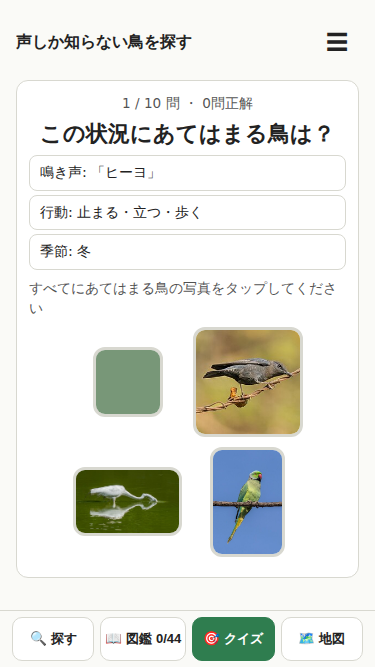 声しか知らない鳥を探す
1 / 10 問 ・ 0問正解
この状況にあてはまる鳥は？
鳴き声: 「ヒーヨ」
行動: 止まる・立つ・歩く
季節: 冬
すべてにあてはまる鳥の写真をタップしてくださ
い
🔍 探す
📖 図鑑 0/44
🎯 クイズ
🗺️ 地図